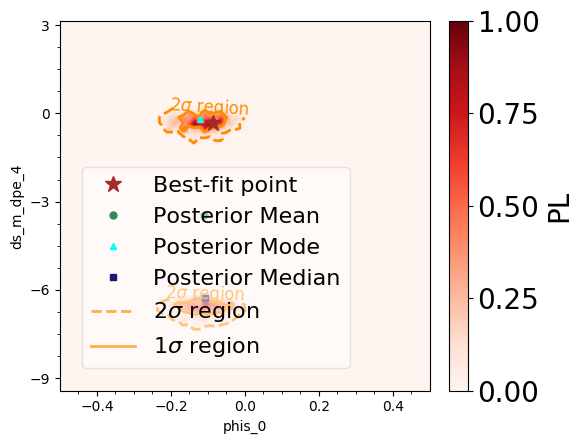 3
0
−3
−6
−9
ds_m_dpe_4
2σ region
2σ region
Best-fit point
Posterior Mean
Posterior Mode
Posterior Median
2σ region
1σ region
−0.4
−0.2
0.0
0.2
0.4
phis_0
1.00
0.75
0.50
0.25
0.00
PL